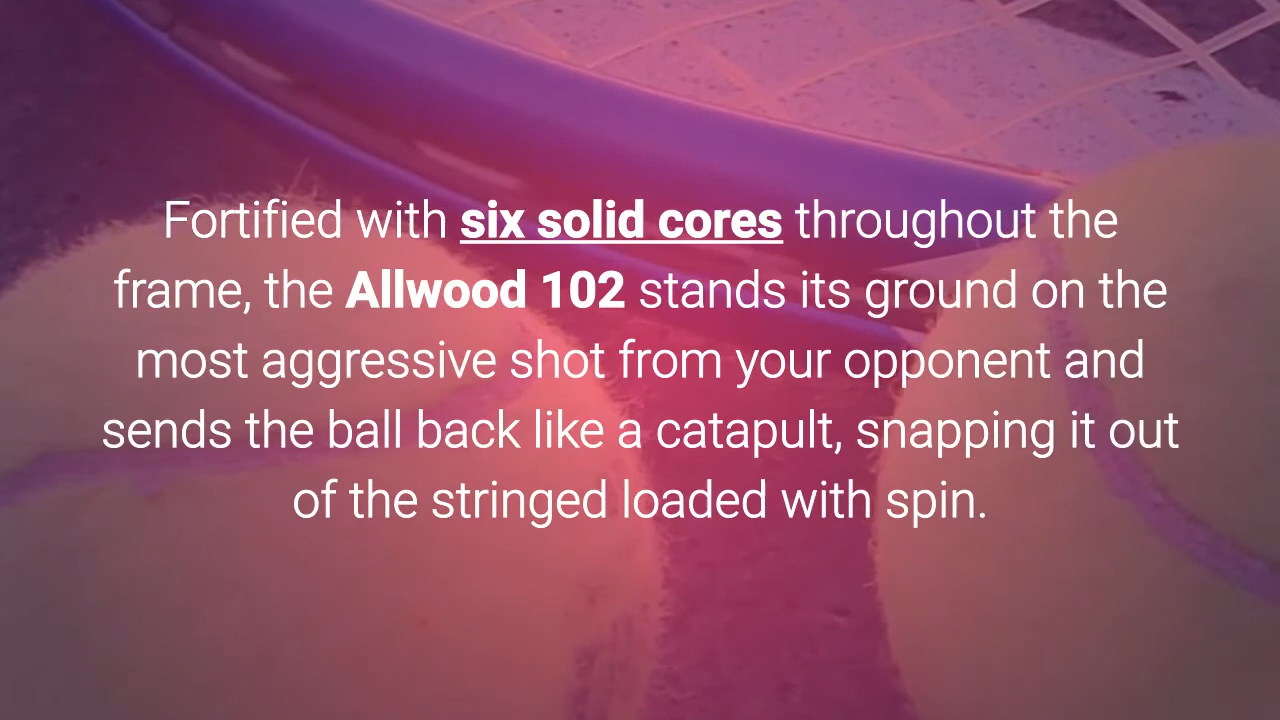 Fortified with six solid cores throughout the
frame, the Allwood 102 stands its ground on the
most aggressive shot from your opponent and
sends the ball back like a catapult, snapping it out
of the stringed loaded with spin.